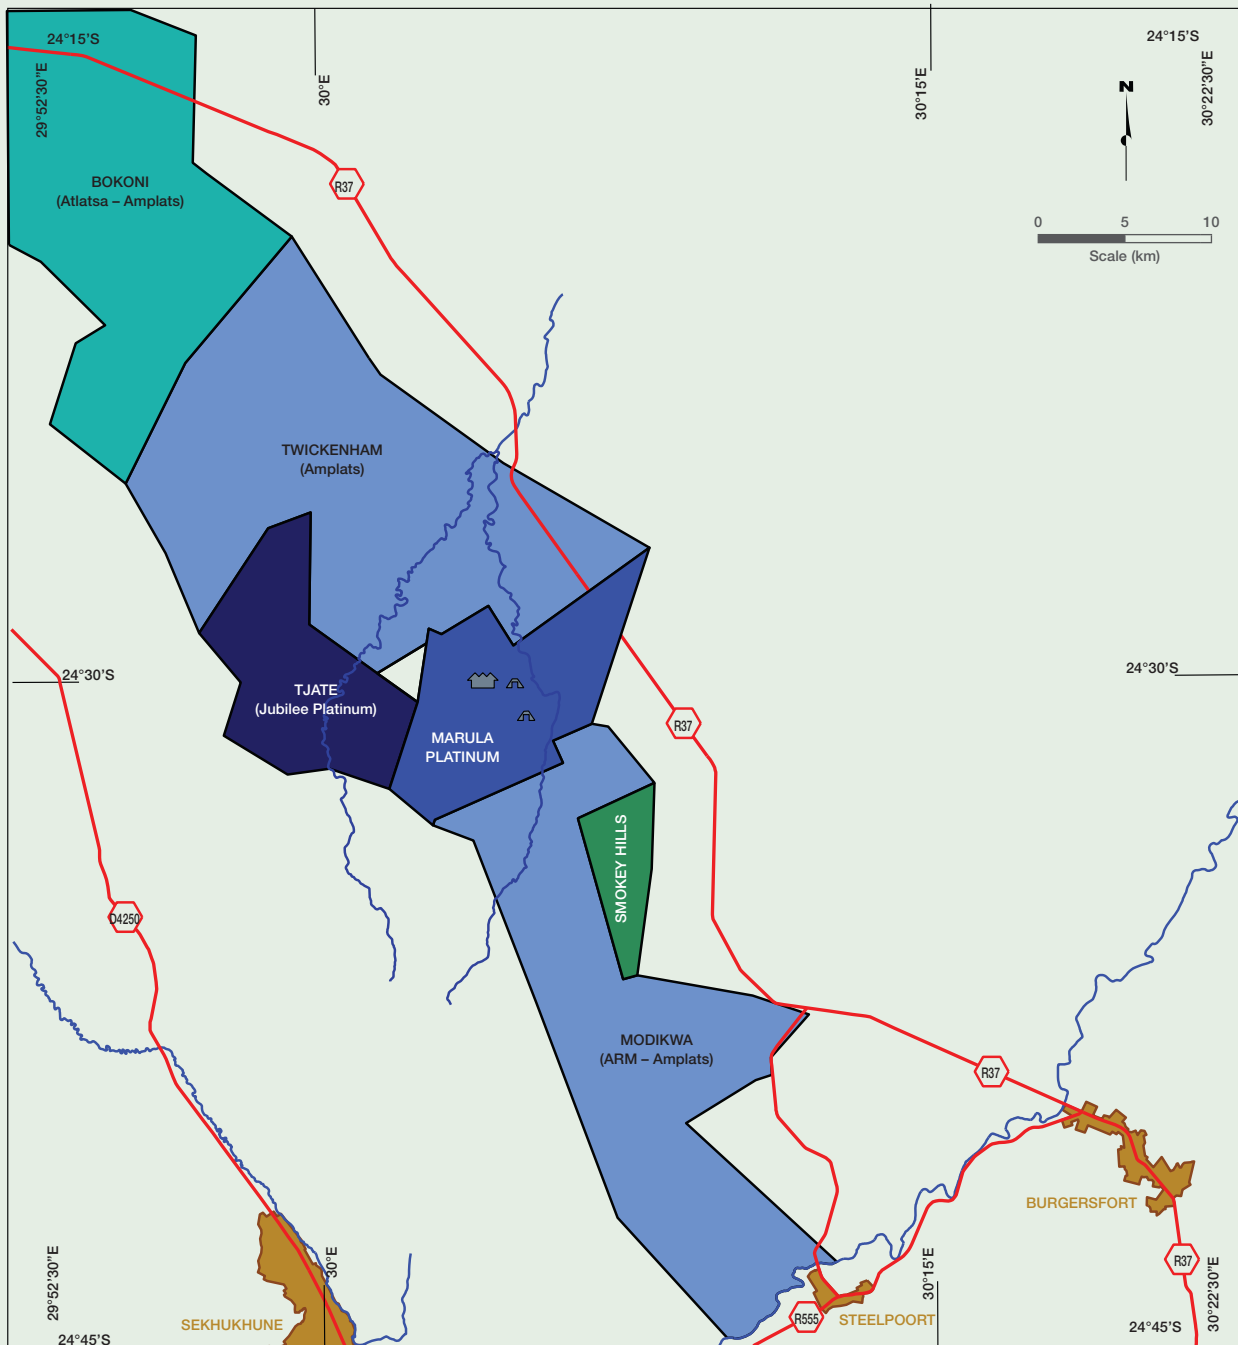 24°15'S
24°15'S
29°52'30"E
30°E
30°15'E
30°22'30"E
N
R37
BOKONI
(Atlatsa – Amplats)
0 5 10
Scale (km)
TWICKENHAM
(Amplats)
24°30'S
24°30'S
TJATE
(Jubilee Platinum)
R37
MARULA
PLATINUM
SMOKEY HILLS
D4250
MODIKWA
(ARM – Amplats)
R37
BURGERSFORT
29°52'30"E
30°E
30°15'E
R37
30°22'30"E
SEKHUKHUNE
R555
STEELPOORT
24°45'S
24°45'S